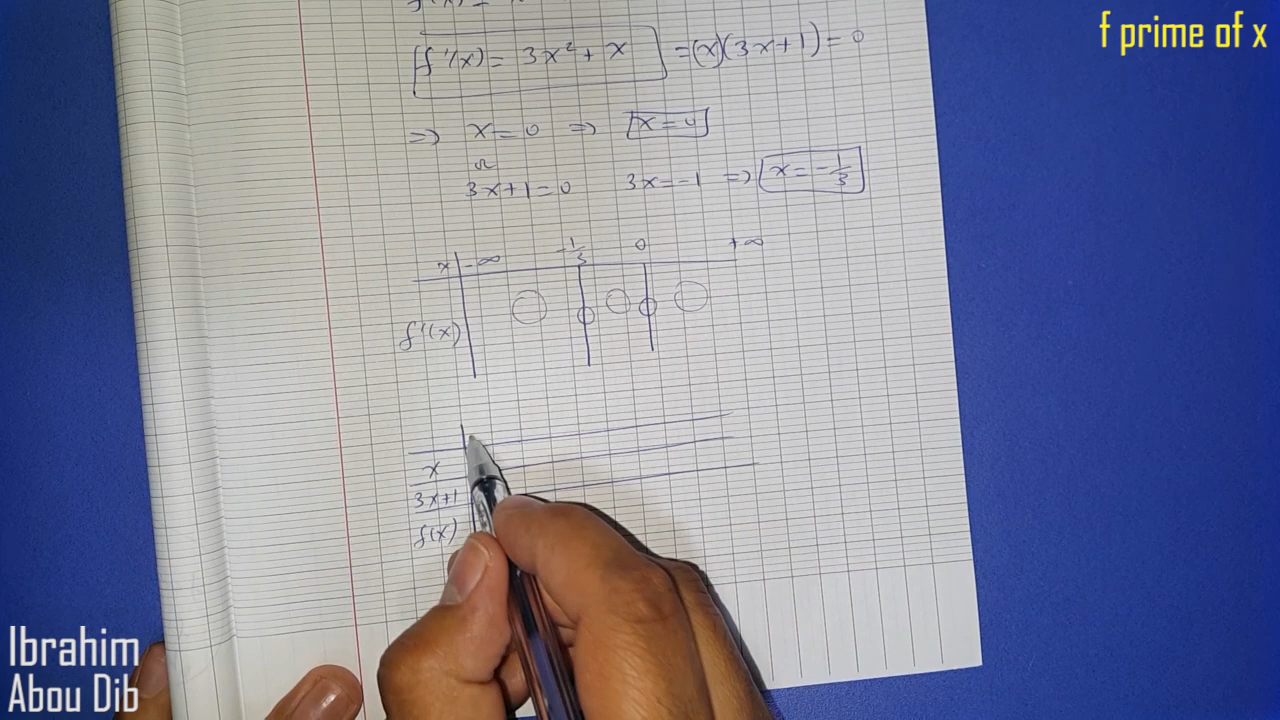 f prime of x
f'(x) = 3x² + x = (x)(3x+1) = 0
=> x = 0 => x = 0
or
3x+1=0 3x=-1 => x = -1/3
x -∞ -1/3 0 +∞
f'(x)
x
3x+1
f(x)
Ibrahim
Abou Dib